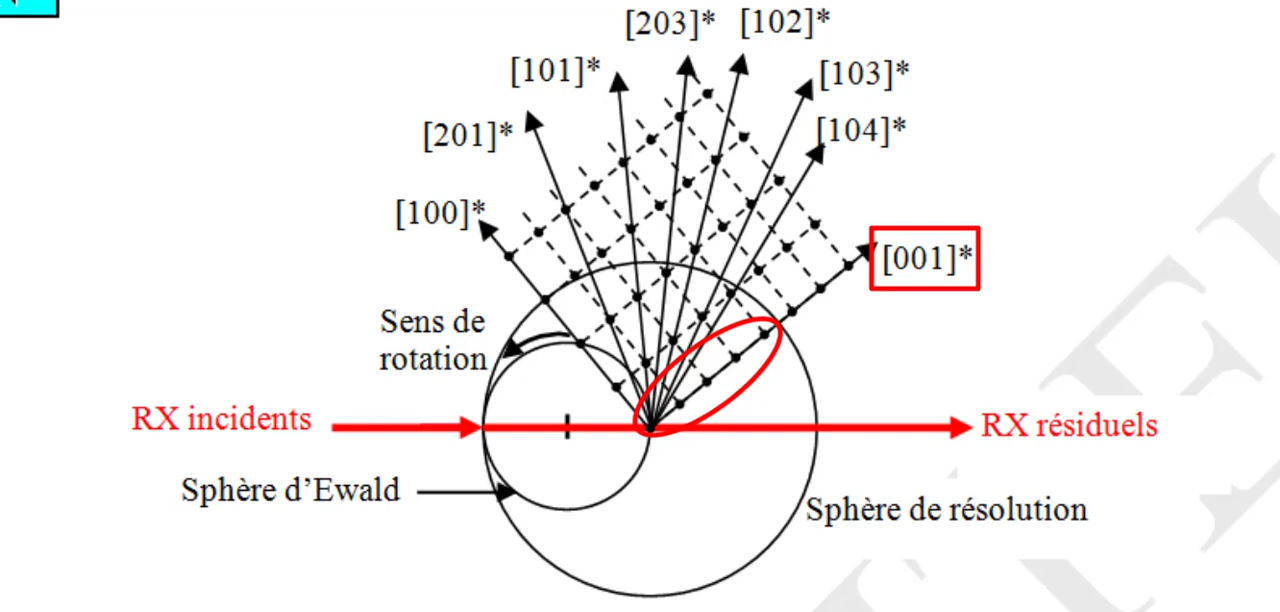 [203]* [102]*
[101]* [103]*
[201]* [104]*
[100]*
[001]*
Sens de
rotation
RX incidents
RX résiduels
Sphère d’Ewald
Sphère de résolution